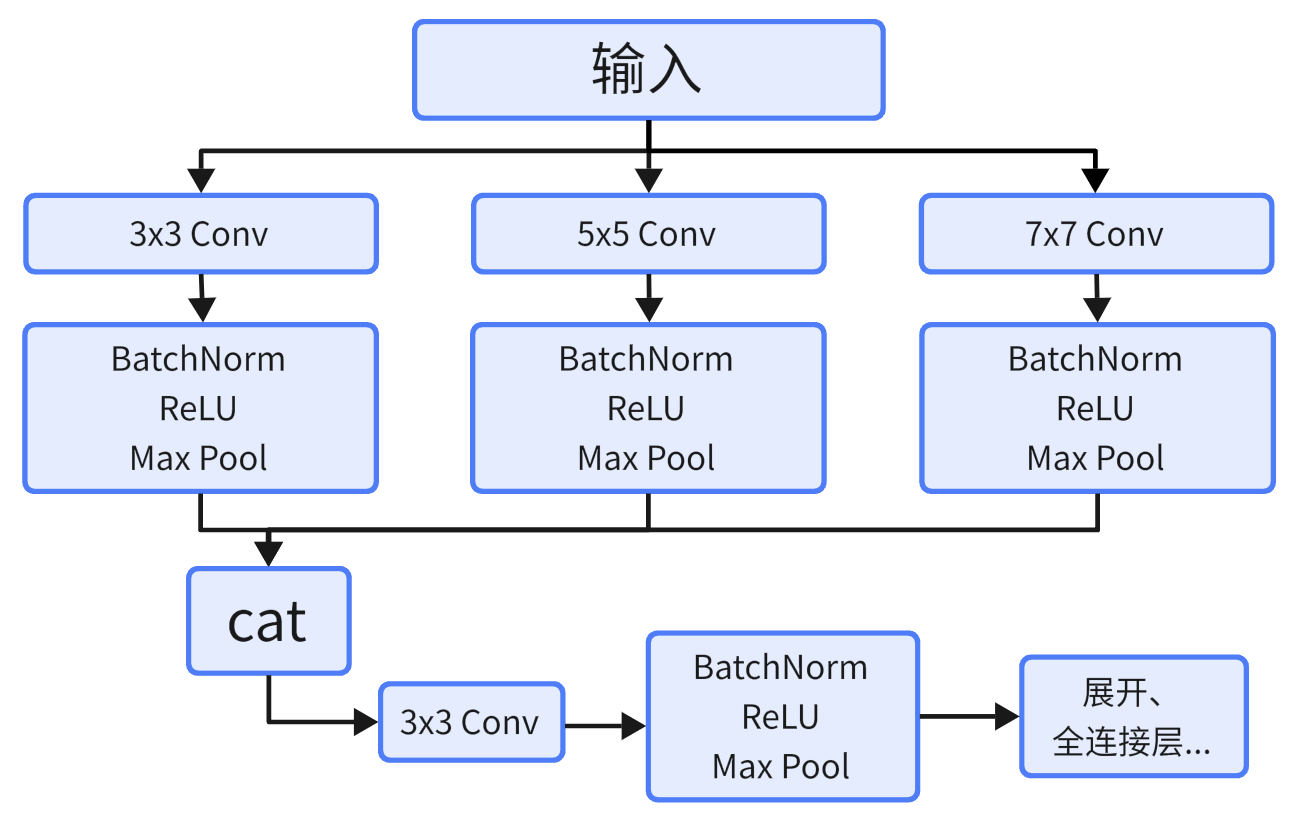 输入
3x3 Conv
5x5 Conv
7x7 Conv
BatchNorm
ReLU
Max Pool
BatchNorm
ReLU
Max Pool
BatchNorm
ReLU
Max Pool
cat
3x3 Conv
BatchNorm
ReLU
Max Pool
展开、
全连接层...